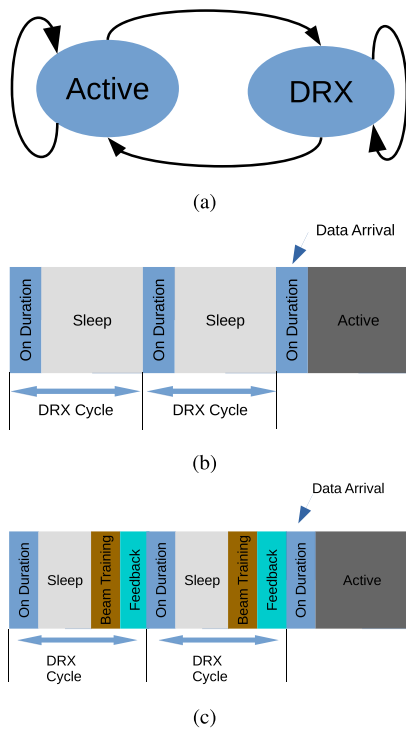 Active
DRX
(a)
Data Arrival
On Duration
Sleep
On Duration
Sleep
On Duration
Active
DRX Cycle
DRX Cycle
(b)
Data Arrival
On Duration
Sleep
Beam Training
Feedback
On Duration
Sleep
Beam Training
Feedback
On Duration
Active
DRX
Cycle
DRX
Cycle
(c)